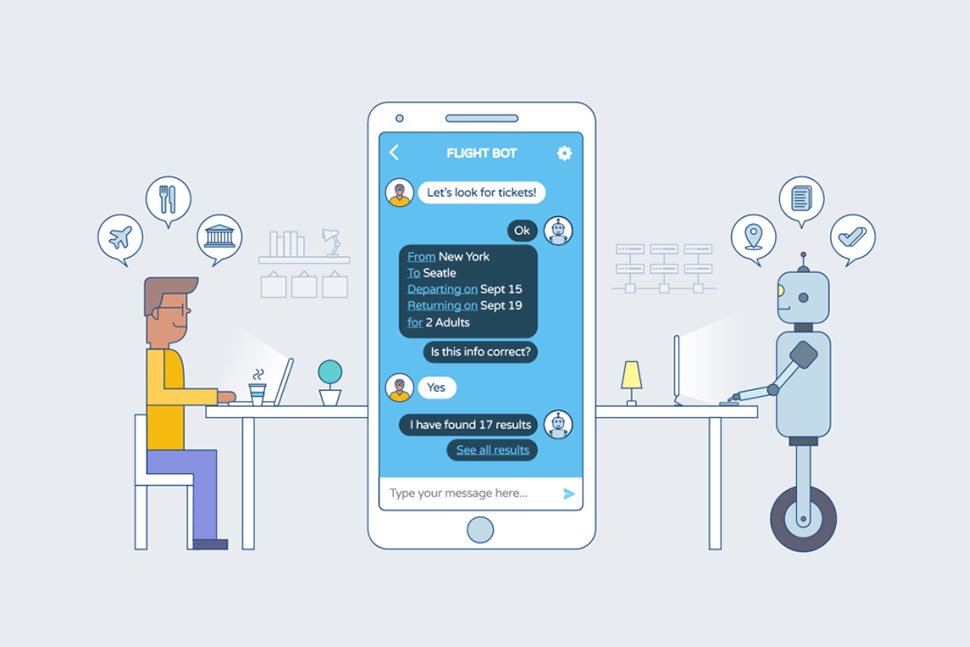 FLIGHT BOT
Let's look for tickets!
Ok
From New York
To Seatle
Departing on Sept 15
Returning on Sept 19
for 2 Adults
Is this info correct?
Yes
I have found 17 results
See all results
Type your message here...